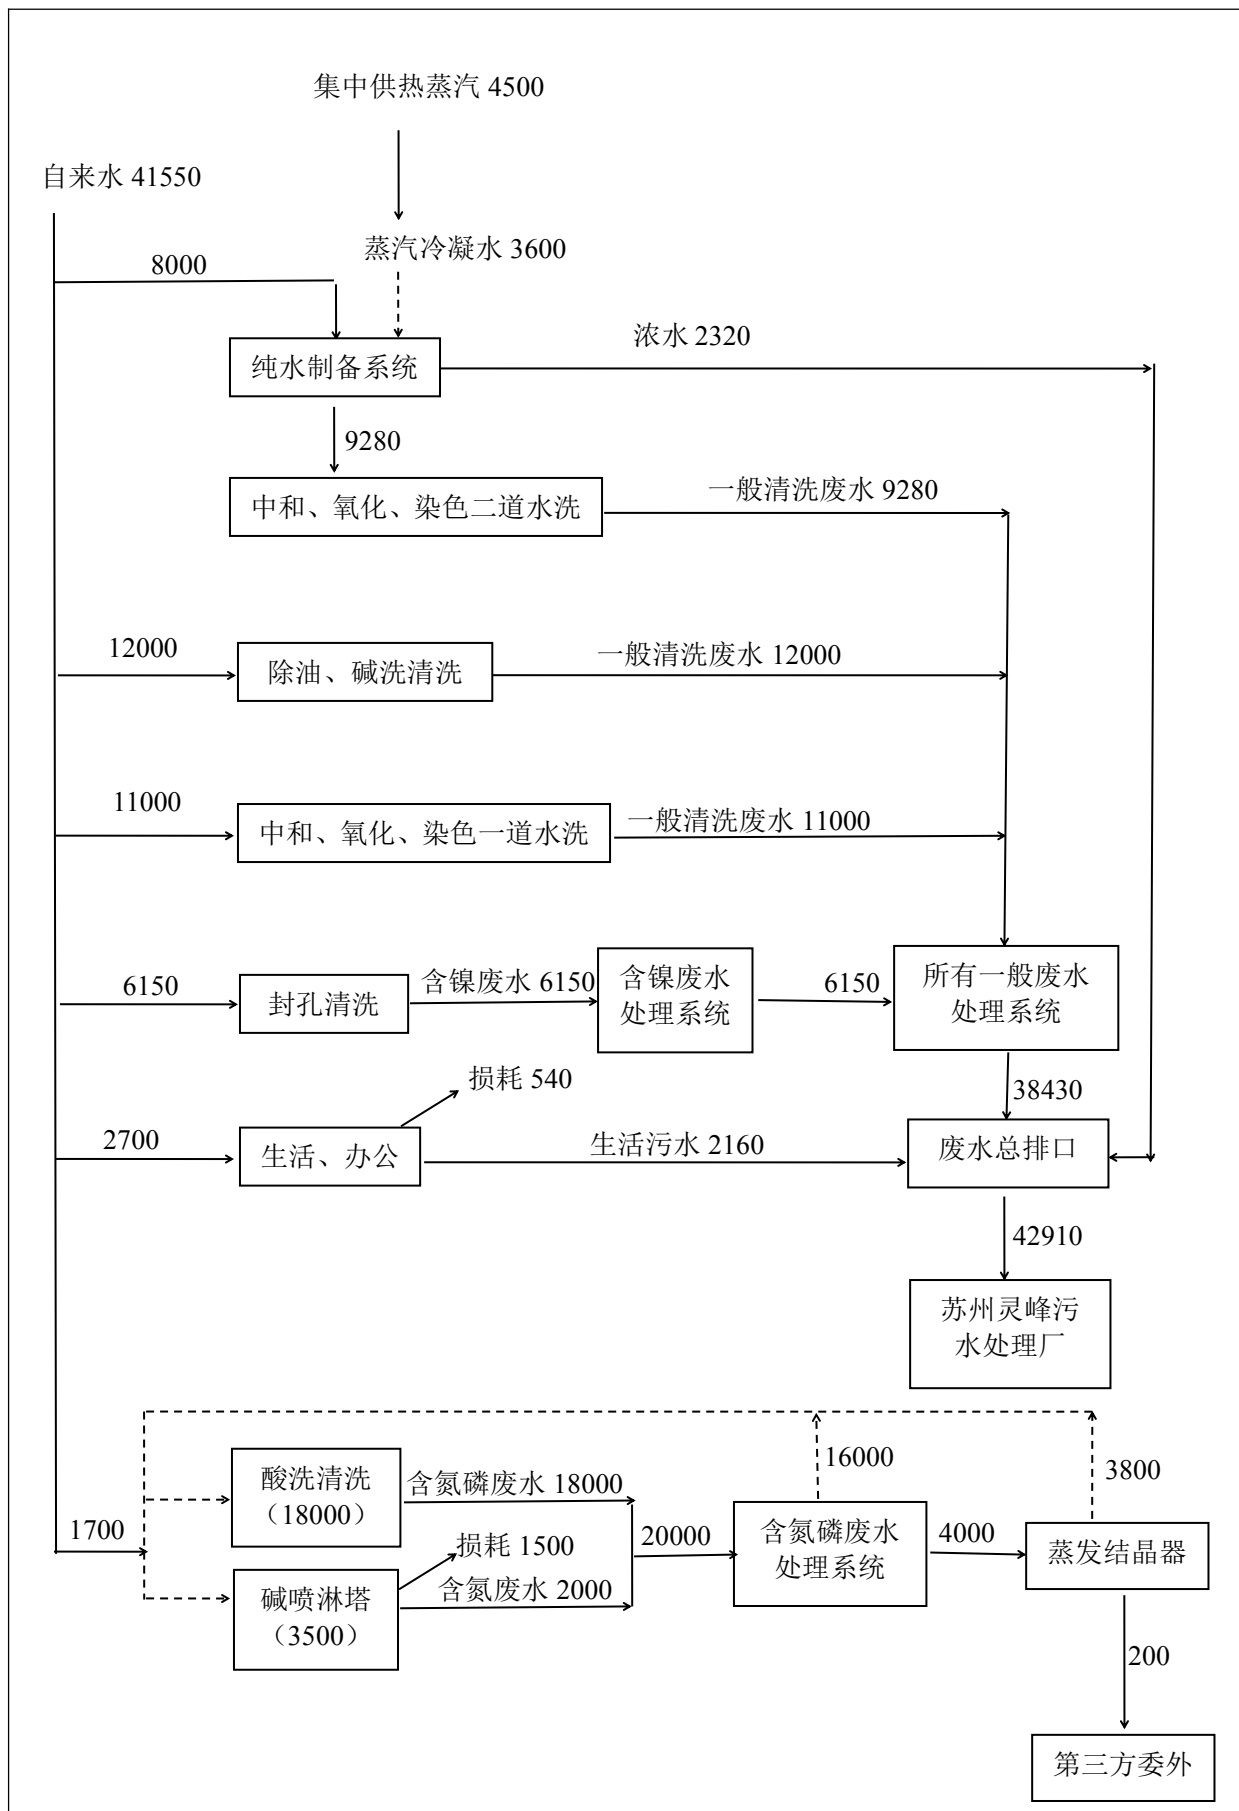 集中供热蒸汽 4500
自来水 41550
蒸汽冷凝水 3600
8000
浓水 2320
纯水制备系统
9280
一般清洗废水 9280
中和、氧化、染色二道水洗
12000
一般清洗废水 12000
除油、碱洗清洗
11000
一般清洗废水 11000
中和、氧化、染色一道水洗
6150
封孔清洗
含镍废水 6150
含镍废水
处理系统
6150
所有一般废水
处理系统
损耗 540
38430
2700
生活、办公
生活污水 2160
废水总排口
42910
苏州灵峰污
水处理厂
16000
3800
酸洗清洗
（18000）
含氮磷废水 18000
1700
损耗 1500
20000
含氮磷废水
处理系统
4000
蒸发结晶器
碱喷淋塔
（3500）
含氮废水 2000
200
第三方委外